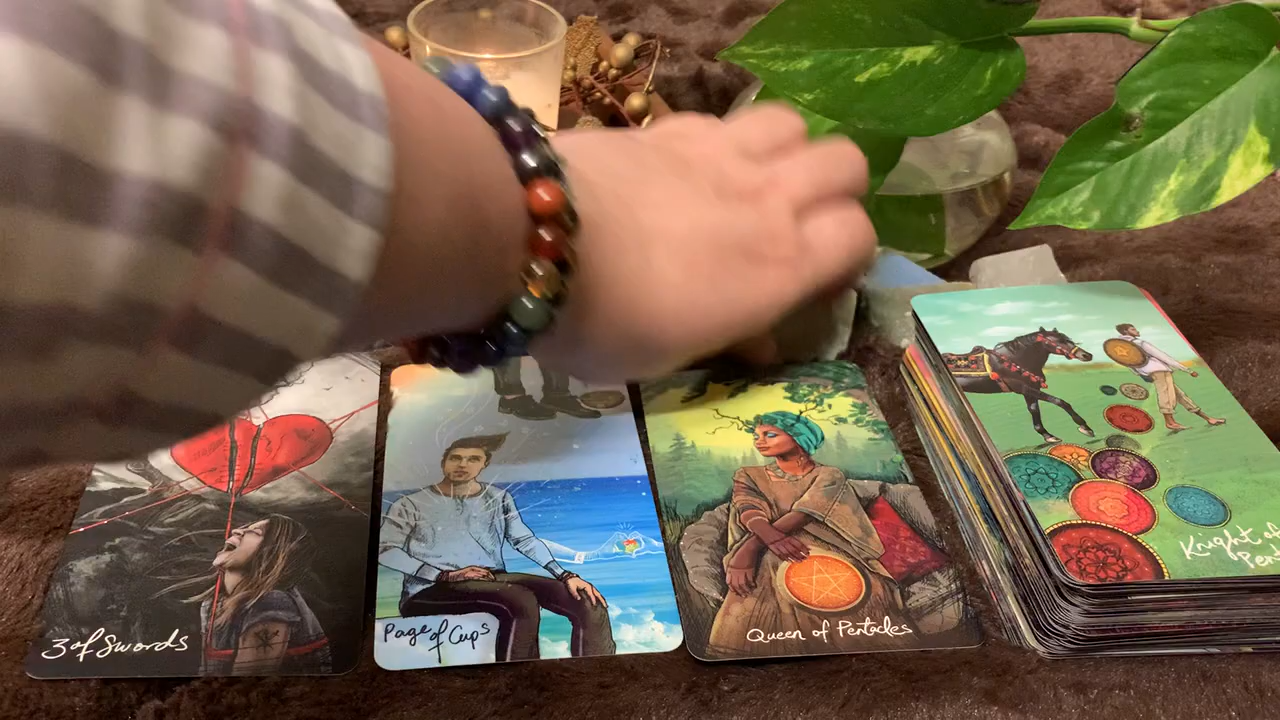 3 of Swords
Page of Cups
Queen of Pentacles
Knight of
Pent